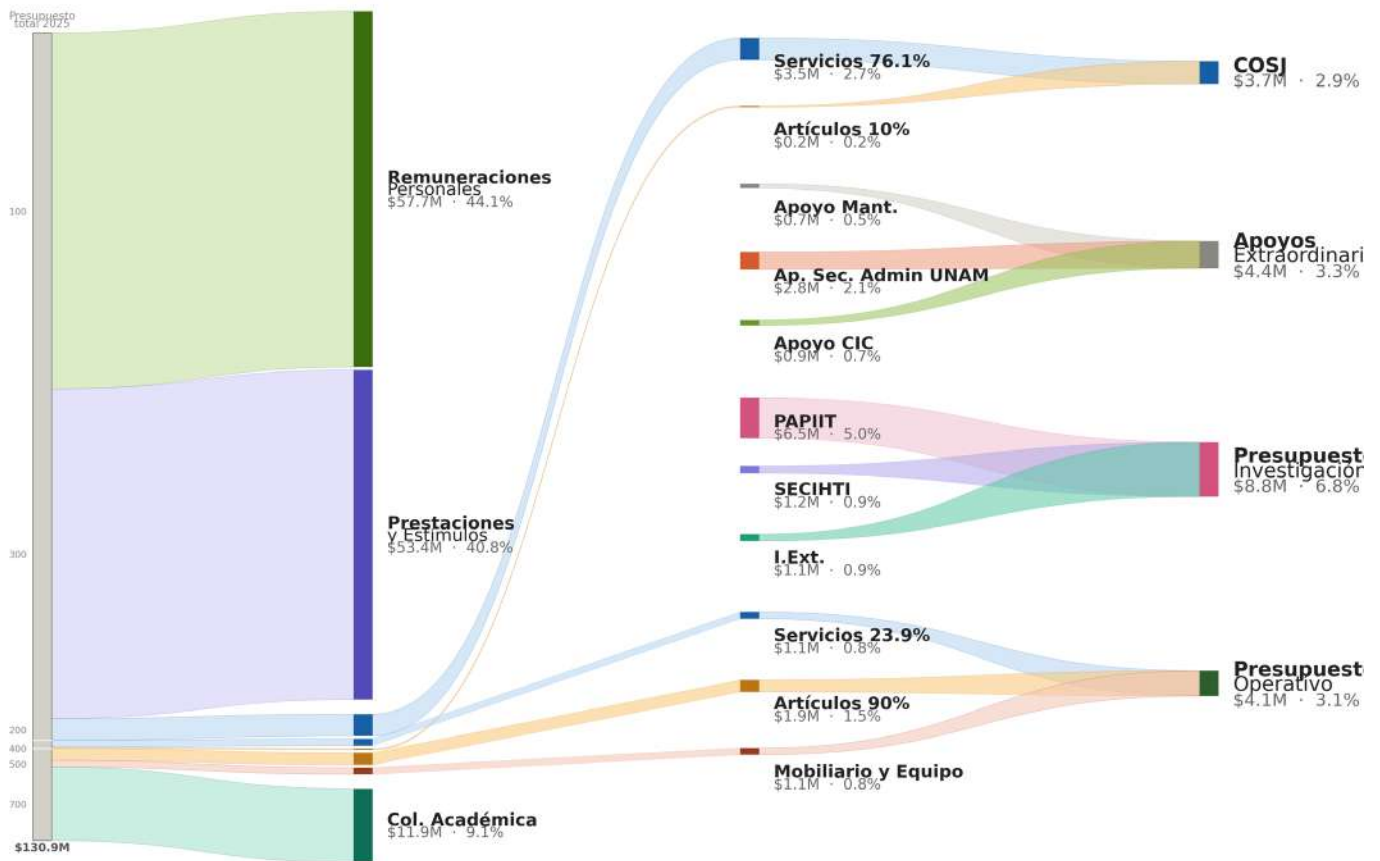 Presupuesto
total 2025
100
300
200
400
500
700
$130.9M
Remuneraciones
Personales
$57.7M · 44.1%
Prestaciones
y Estímulos
$53.4M · 40.8%
Col. Académica
$11.9M · 9.1%
Servicios 76.1%
$3.5M · 2.7%
Artículos 10%
$0.2M · 0.2%
Apoyo Mant.
$0.7M · 0.5%
Ap. Sec. Admin UNAM
$2.8M · 2.1%
Apoyo CIC
$0.9M · 0.7%
PAPIIT
$6.5M · 5.0%
SECIHTI
$1.2M · 0.9%
I.Ext.
$1.1M · 0.9%
Servicios 23.9%
$1.1M · 0.8%
Artículos 90%
$1.9M · 1.5%
Mobiliario y Equipo
$1.1M · 0.8%
COSJ
$3.7M · 2.9%
Apoyos
Extraordinari
$4.4M · 3.3%
Presupuest
Investigación
$8.8M · 6.8%
Presupuest
Operativo
$4.1M · 3.1%